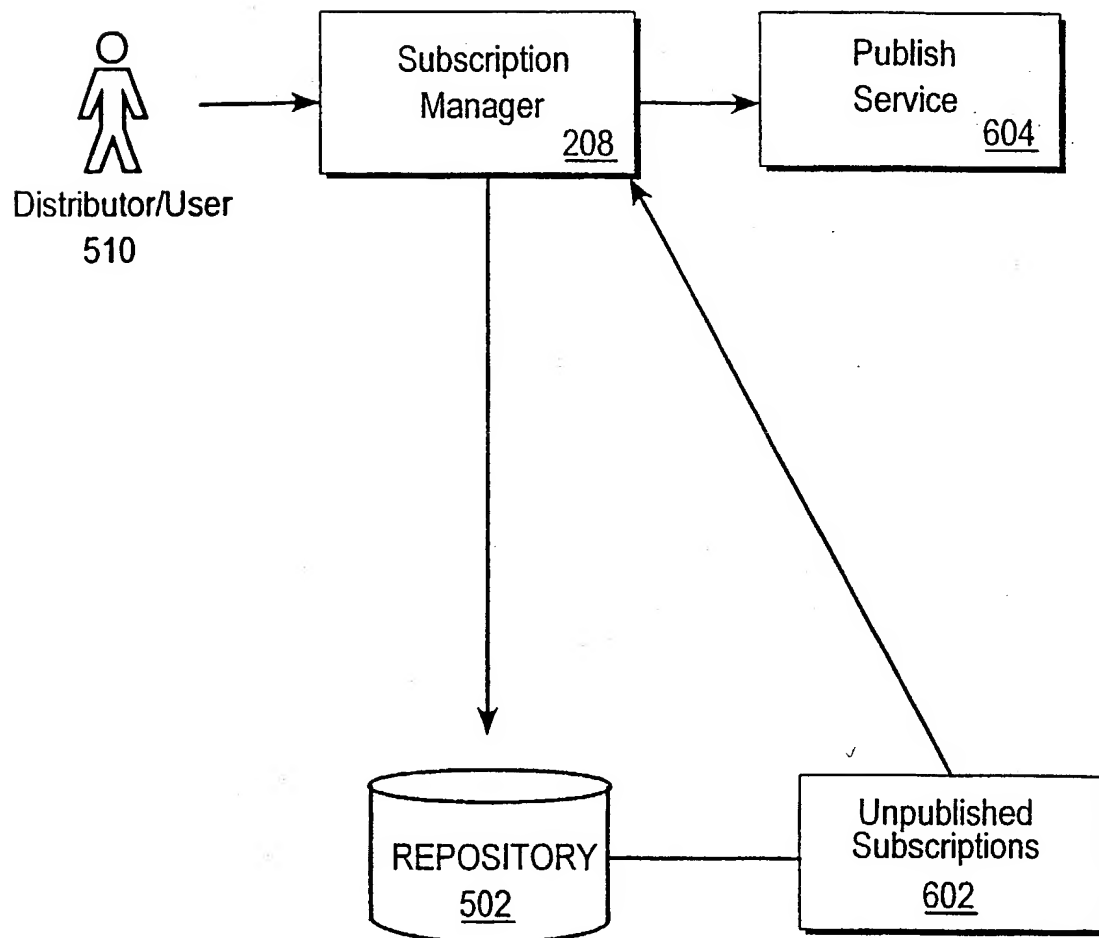 Subscription
Manager
208
Publish
Service
604
Distributor/User
510
REPOSITORY
502
Unpublished
Subscriptions
602